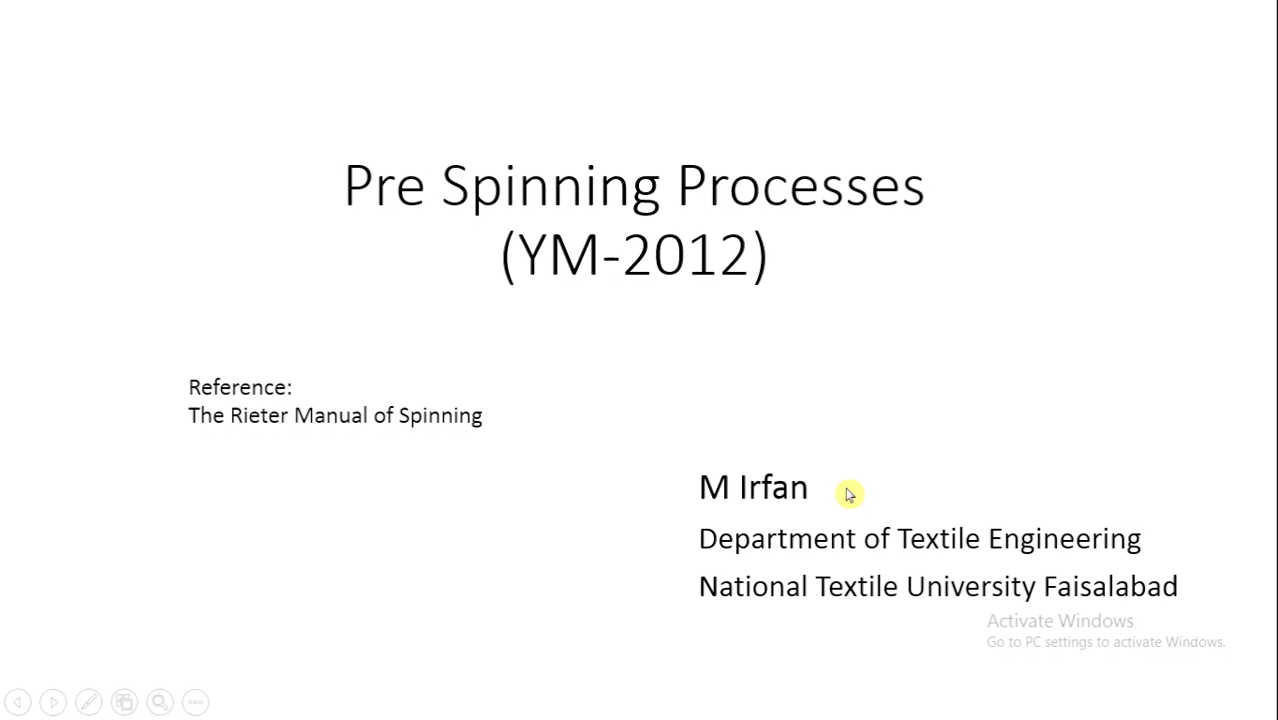 Pre Spinning Processes
(YM-2012)
Reference:
The Rieter Manual of Spinning
M Irfan
Department of Textile Engineering
National Textile University Faisalabad
Activate Windows
Go to PC settings to activate Windows.